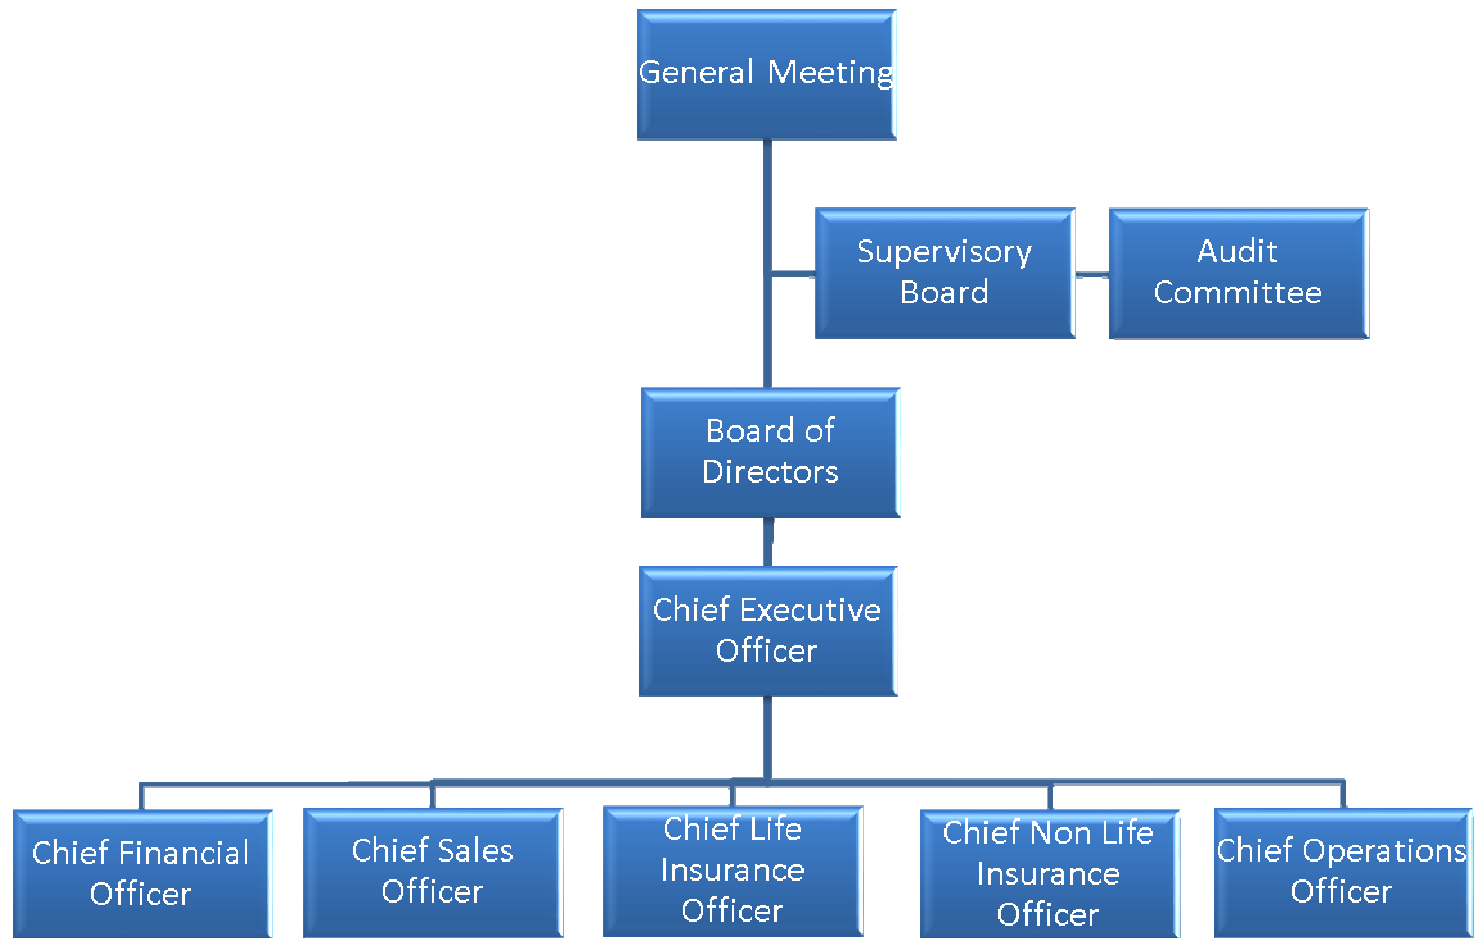 General Meeting
Supervisory
Board
Audit
Committee
Board of
Directors
Chief Executive
Officer
Chief Financial
Officer
Chief Sales
Officer
Chief Life
Insurance
Officer
Chief Non Life
Insurance
Officer
Chief Operations
Officer